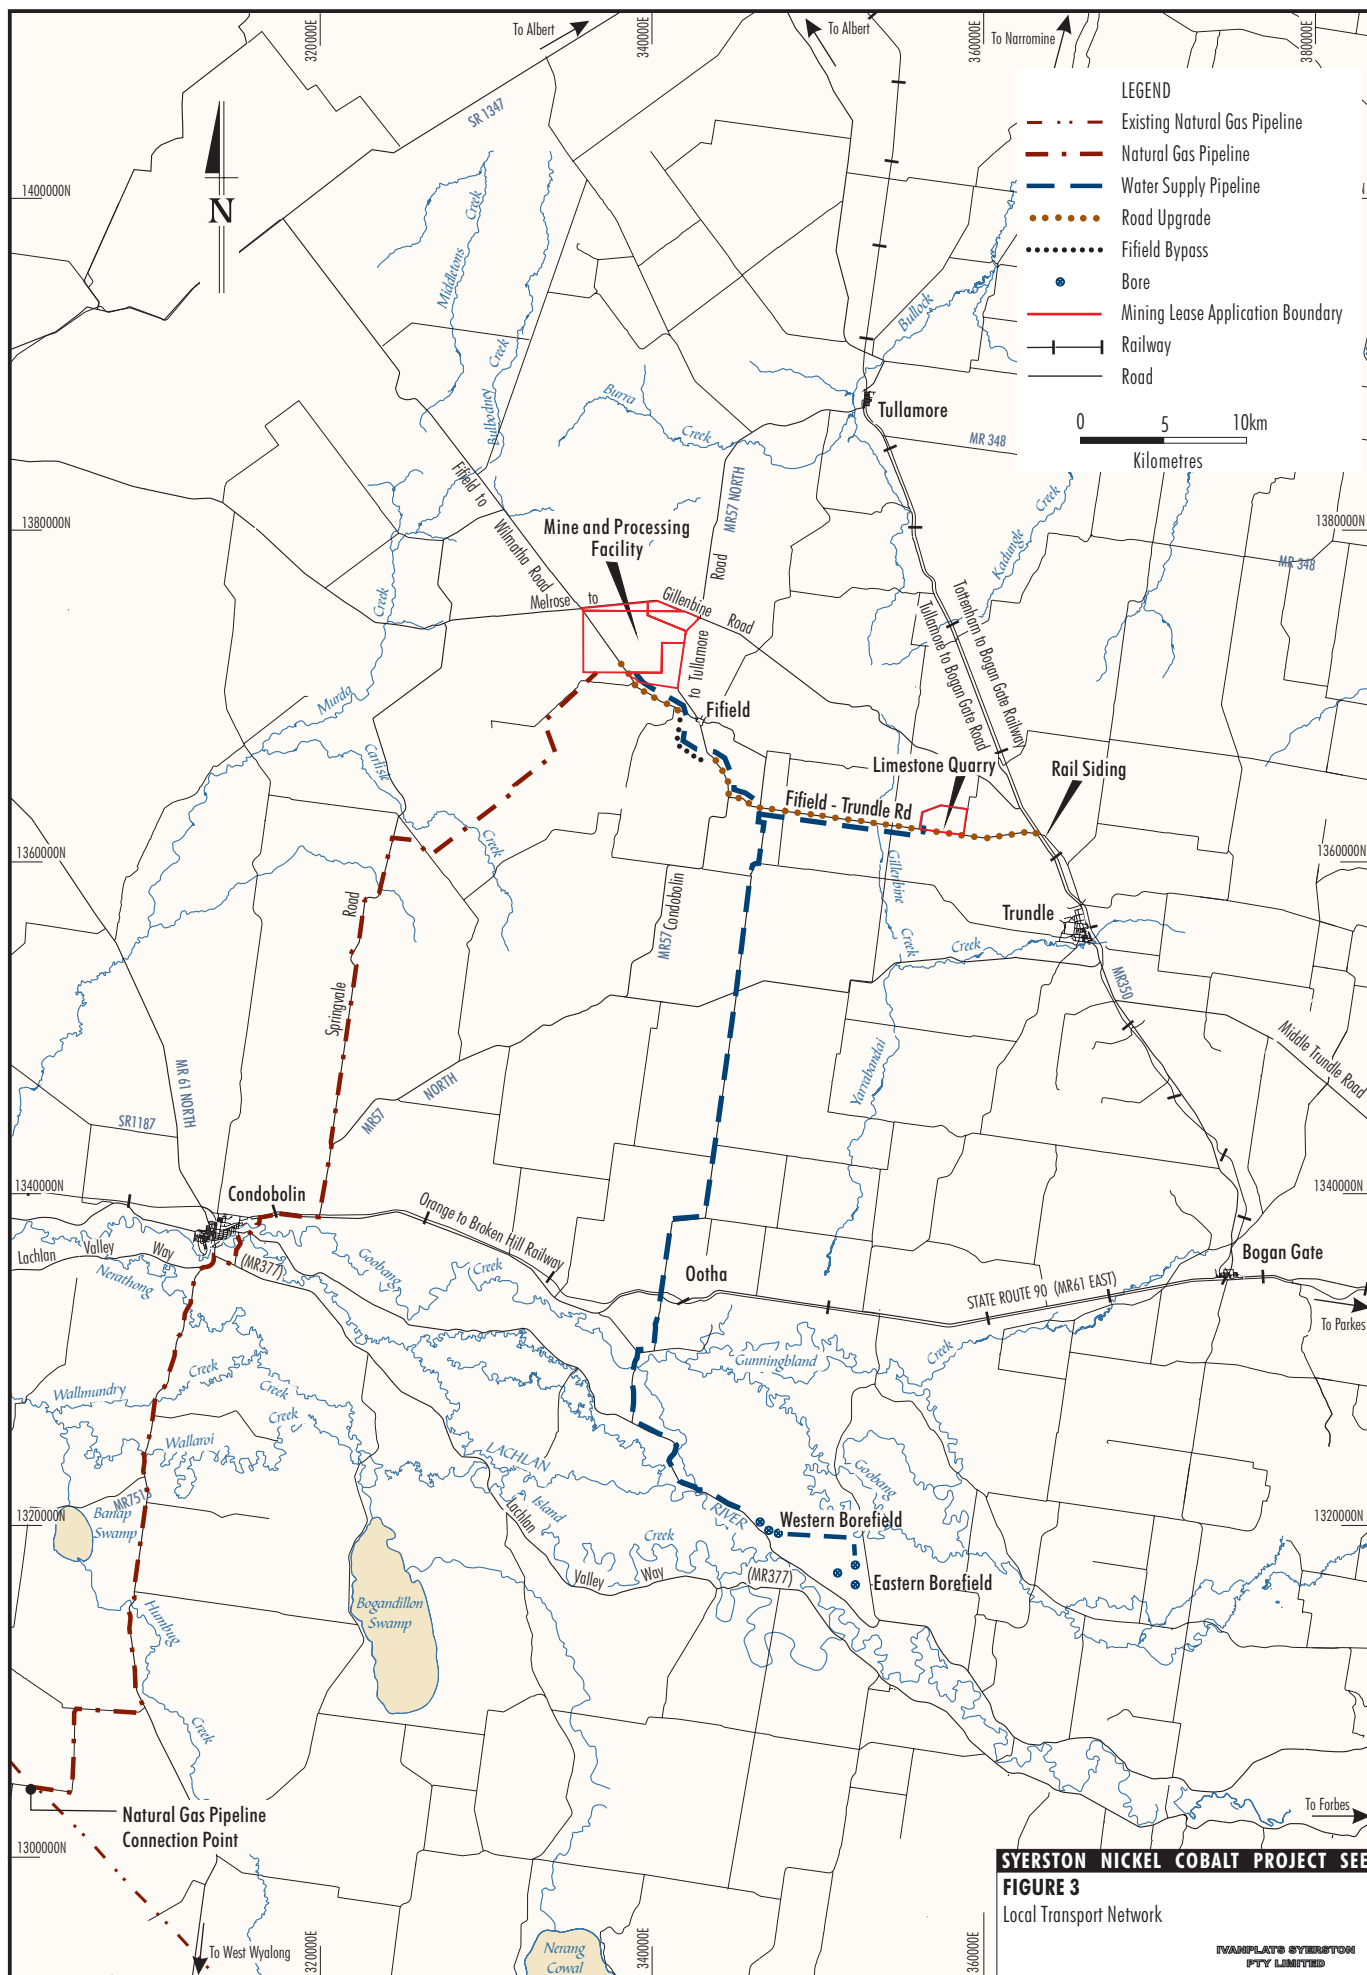 320000E
To Albert
340000E
To Albert
To Narromine
360000E
380000E
LEGEND
Existing Natural Gas Pipeline
Natural Gas Pipeline
Water Supply Pipeline
Road Upgrade
Fifield Bypass
Bore
Mining Lease Application Boundary
Railway
Road
0 5 10km
Kilometres
SR 1347
1400000N
N
Middletons
Creek
Bulbodney
Creek
Bullock
Burra
Creek
Tullamore
MR 348
MR57 NORTH
Road
Kadungle
Creek
MR 348
1380000N
1380000N
Fifield to
Wilmatha Road
Mine and Processing
Facility
Melrose to
Gillenbine
Road
to Tullamore
Tottenham to Bogan Gate Railway
Tullamore to Bogan Gate Road
Creek
Murda
Carlisk
Creek
Fifield
Limestone Quarry
Rail Siding
Fifield - Trundle Rd
1360000N
1360000N
Gillenbine
Creek
Creek
Trundle
MR350
Road
Springvale
MR57
Condobolin
Middle Trundle Road
Yarrabandai
MR 61 NORTH
SR1187
MR57
NORTH
1340000N
1340000N
Condobolin
Orange to Broken Hill Railway
Lachlan
Valley
Way
(MR377)
Nerathong
Creek
Goobang
Creek
Ootha
STATE ROUTE 90 (MR61 EAST)
Bogan Gate
To Parkes
Gunningbland
Creek
Wallmundry
Creek
Creek
Wallaroi
LACHLAN
RIVER
Goobang
MR7513
Banap
Swamp
Island
Creek
Lachlan
Valley
Way
(MR377)
1320000N
1320000N
Western Borefield
Eastern Borefield
Bogandillon
Swamp
Humbug
Creek
Natural Gas Pipeline
Connection Point
1300000N
To Forbes
To West Wyalong
320000E
340000E
360000E
Nerang
Cowal
SYERSTON NICKEL COBALT PROJECT SEE
FIGURE 3
Local Transport Network
IVANPLATS SYERSTON
PTY LIMITED